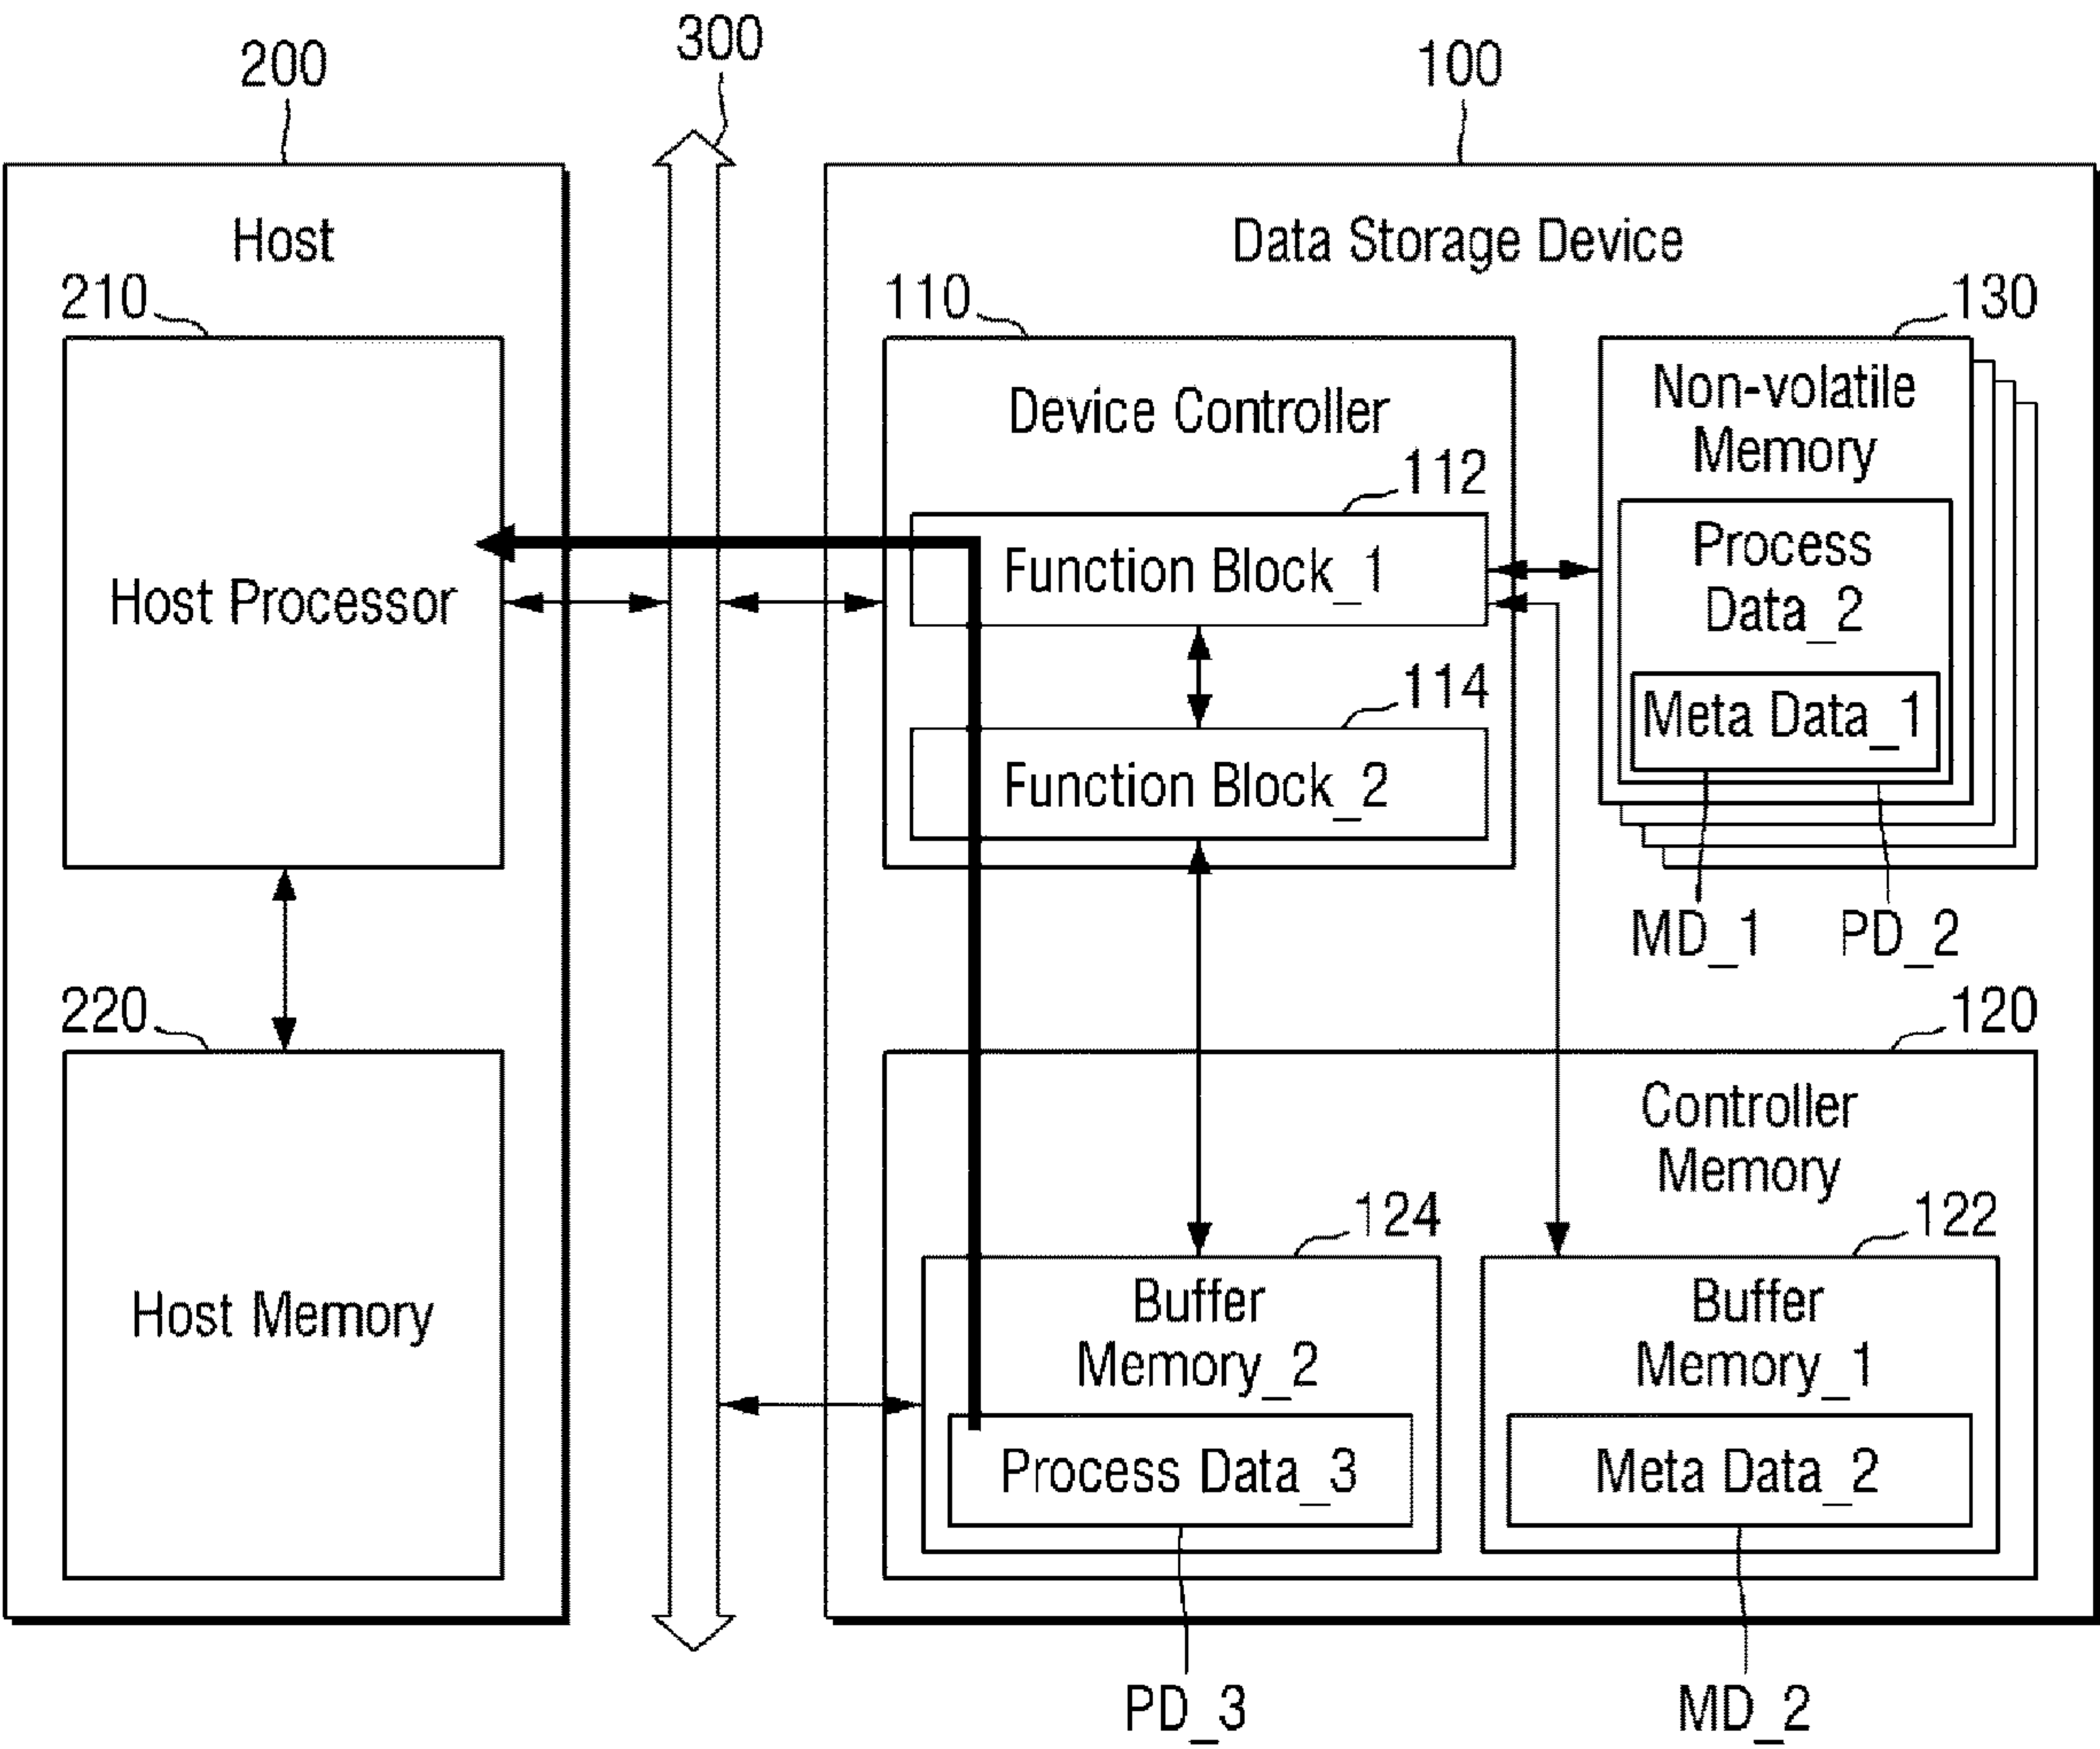 300
200
100
Host
Data Storage Device
210
110
130
Host Processor
Device Controller
Non-volatile
Memory
112
Function Block_1
Process
Data_2
114
Meta Data_1
Function Block_2
MD_1
PD_2
220
120
Host Memory
Controller
Memory
124
122
Buffer
Memory_2
Buffer
Memory_1
Process Data_3
Meta Data_2
PD_3
MD_2